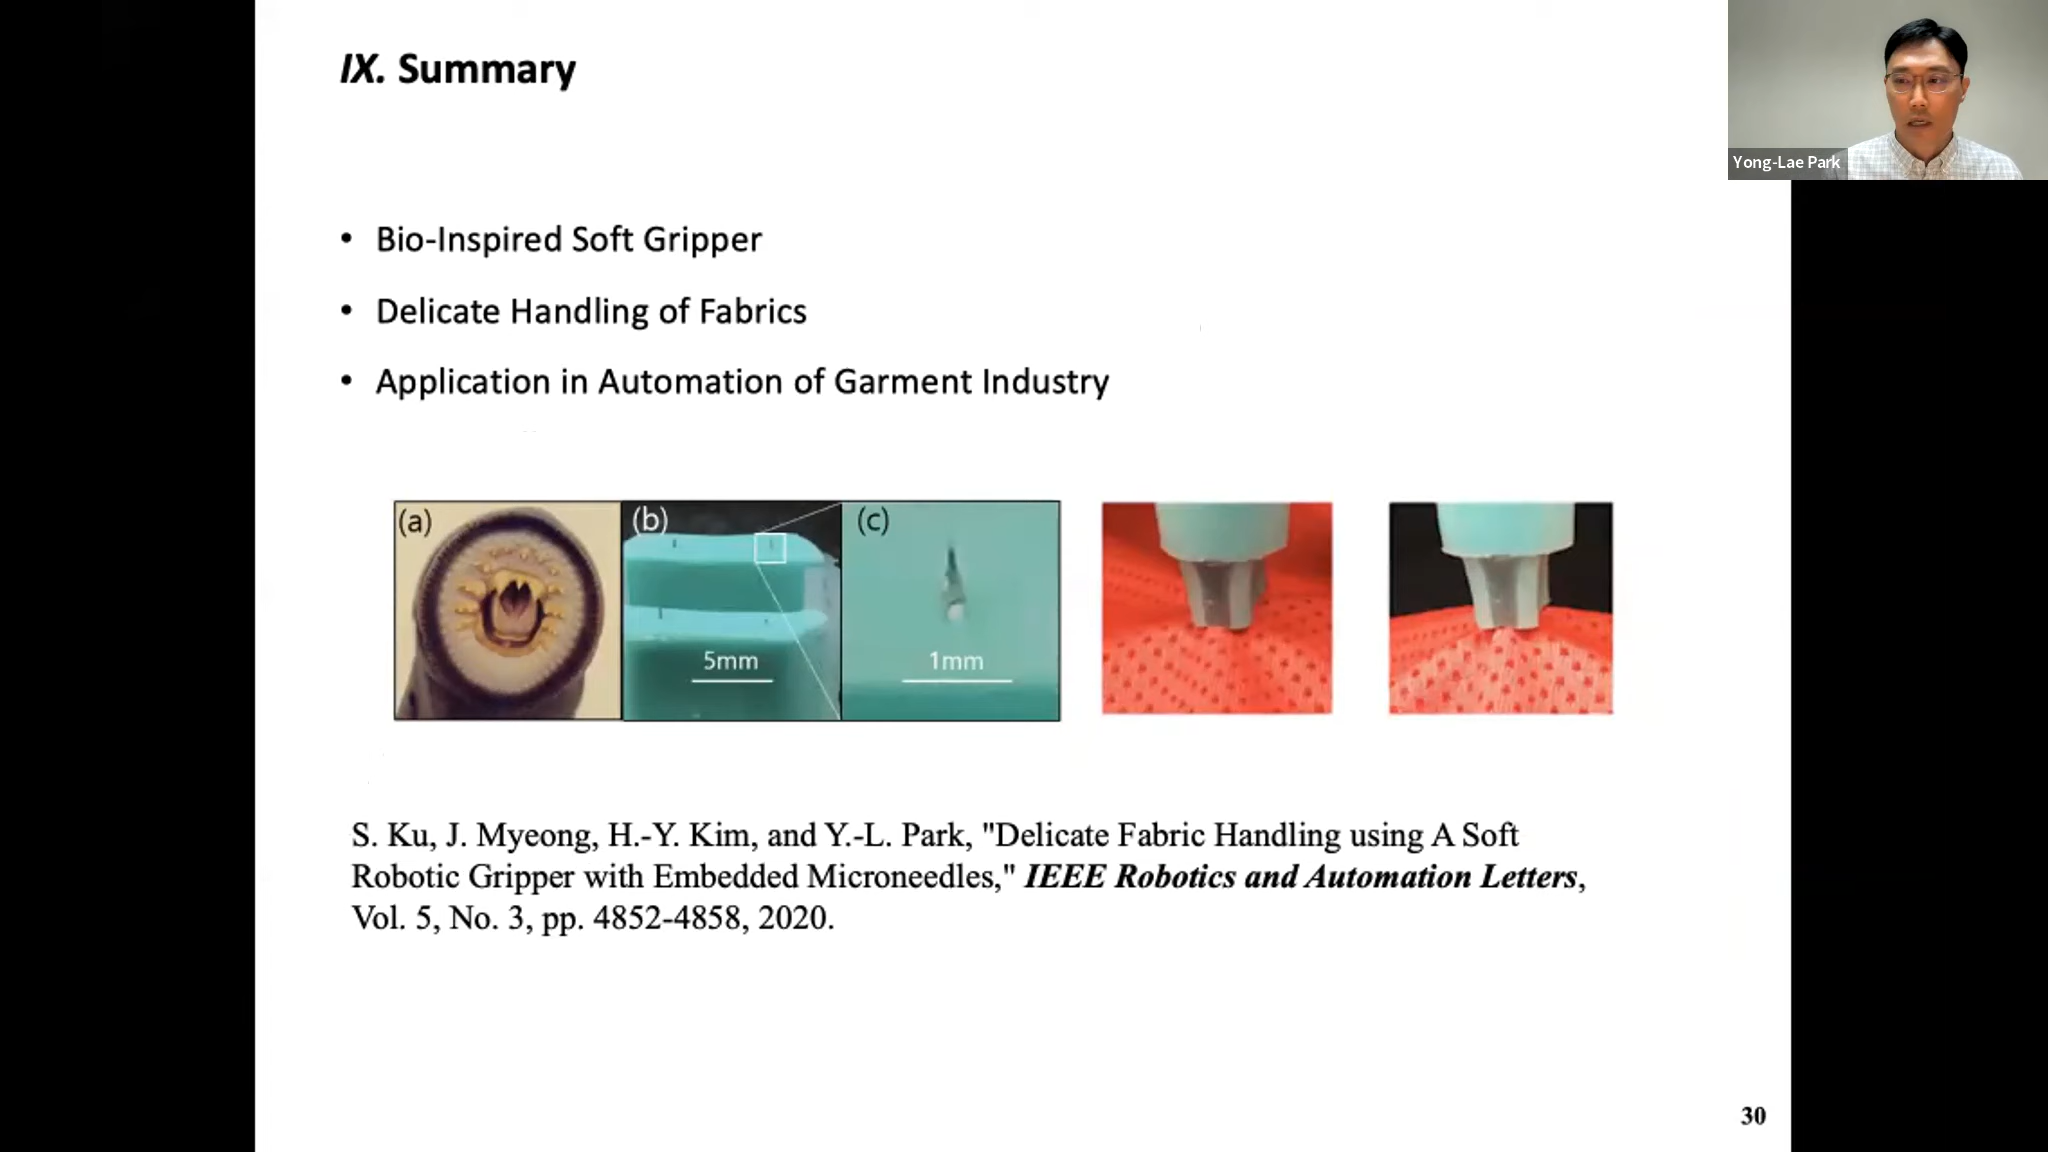 IX. Summary
Yong-Lae Park
• Bio-Inspired Soft Gripper
• Delicate Handling of Fabrics
• Application in Automation of Garment Industry
(a)
(b)
(c)
5mm
1mm
S. Ku, J. Myeong, H.-Y. Kim, and Y.-L. Park, "Delicate Fabric Handling using A Soft
Robotic Gripper with Embedded Microneedles," IEEE Robotics and Automation Letters,
Vol. 5, No. 3, pp. 4852-4858, 2020.
30